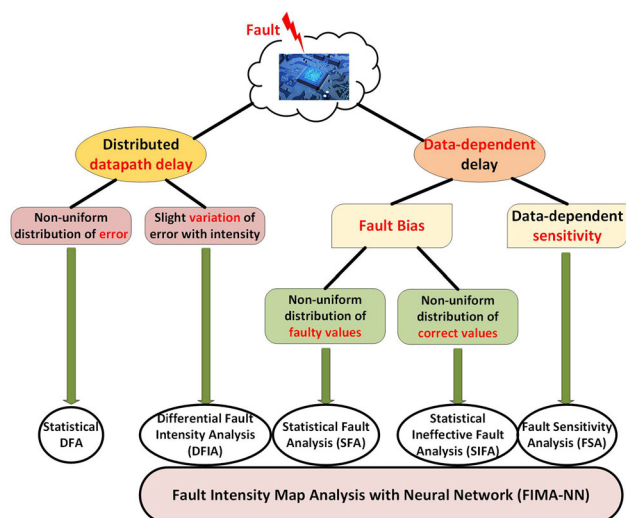 Fault
Distributed
datapath delay
Data-dependent
delay
Non-uniform
distribution of error
Slight variation of
error with intensity
Fault Bias
Data-dependent
sensitivity
Non-uniform
distribution of
faulty values
Non-uniform
distribution of
correct values
Statistical
DFA
Differential Fault
Intensity Analysis
(DFIA)
Statistical Fault
Analysis (SFA)
Statistical
Ineffective Fault
Analysis (SIFA)
Fault Sensitivity
Analysis (FSA)
Fault Intensity Map Analysis with Neural Network (FIMA-NN)